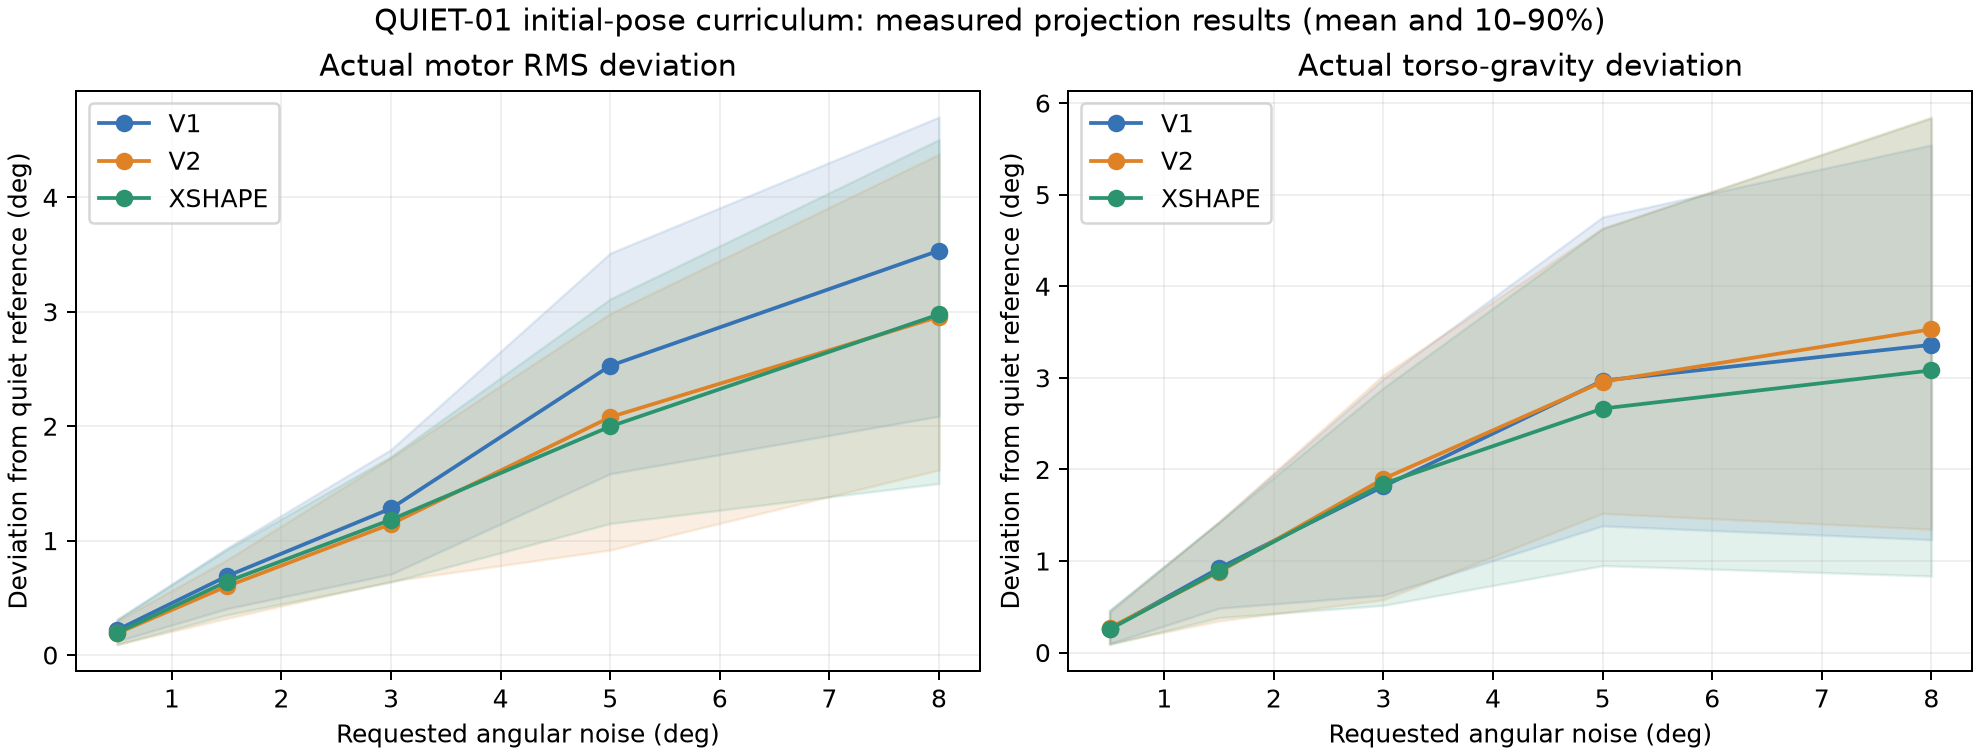 QUIET-01 initial-pose curriculum: measured projection results (mean and 10–90%)
Actual motor RMS deviation
Deviation from quiet reference (deg)
V1
V2
XSHAPE
4
3
2
1
0
1 2 3 4 5 6 7 8
Requested angular noise (deg)
Actual torso-gravity deviation
Deviation from quiet reference (deg)
V1
V2
XSHAPE
6
5
4
3
2
1
0
1 2 3 4 5 6 7 8
Requested angular noise (deg)